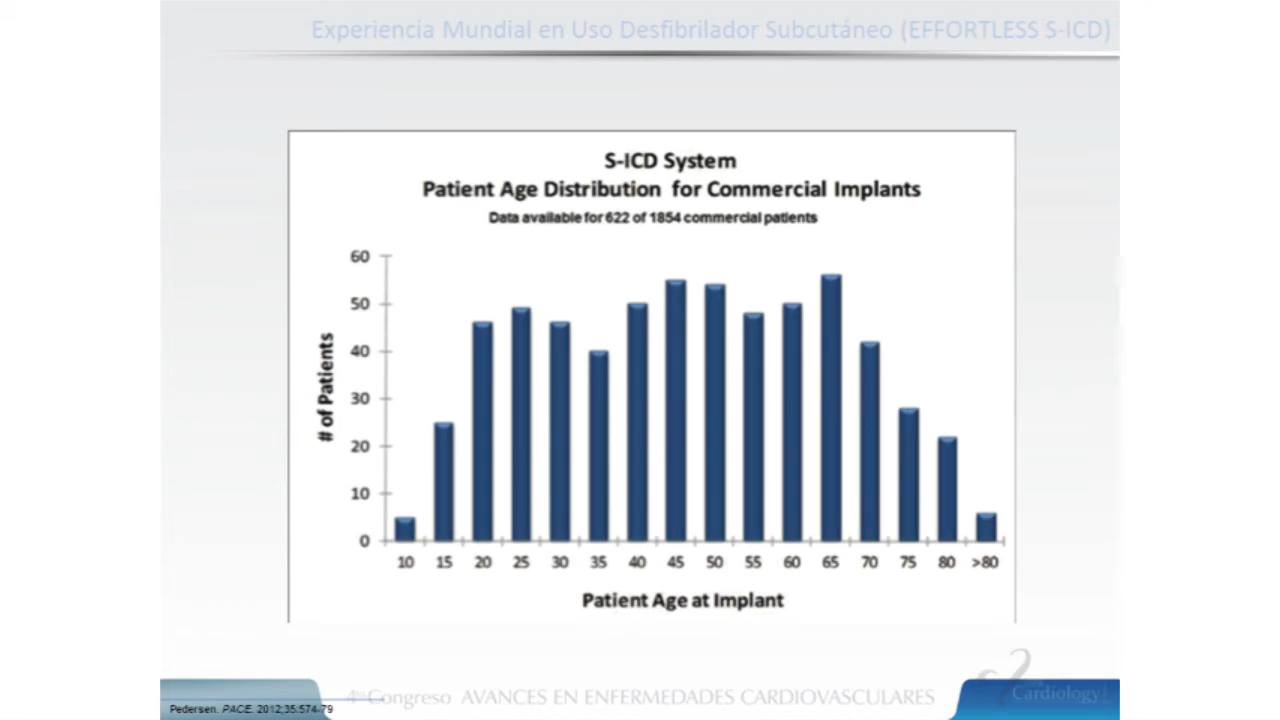 Experiencia Mundial en Uso Desfibrilador Subcutáneo (EFFORTLESS S-ICD)
S-ICD System
Patient Age Distribution for Commercial Implants
Data available for 622 of 1854 commercial patients
# of Patients
60
50
40
30
20
10
0
10 15 20 25 30 35 40 45 50 55 60 65 70 75 80 >80
Patient Age at Implant
4to Congreso AVANCES EN ENFERMEDADES CARDIOVASCULARES
Cardiology
Pedersen. PACE. 2012;35:574-79